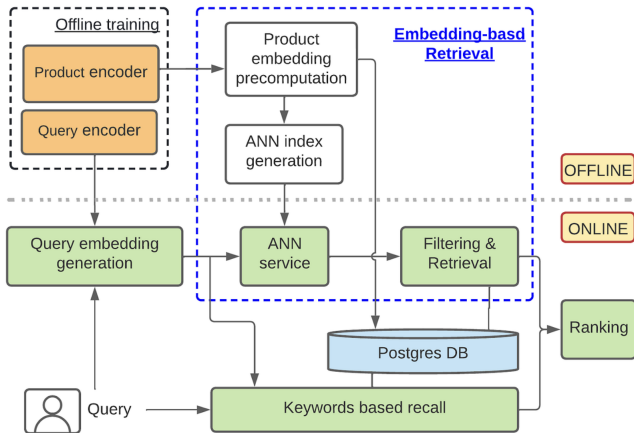 Offline training
Product encoder
Query encoder
Product
embedding
precomputation
Embedding-basd
Retrieval
ANN index
generation
OFFLINE
ONLINE
Query embedding
generation
ANN
service
Filtering &
Retrieval
Ranking
Postgres DB
Query
Keywords based recall